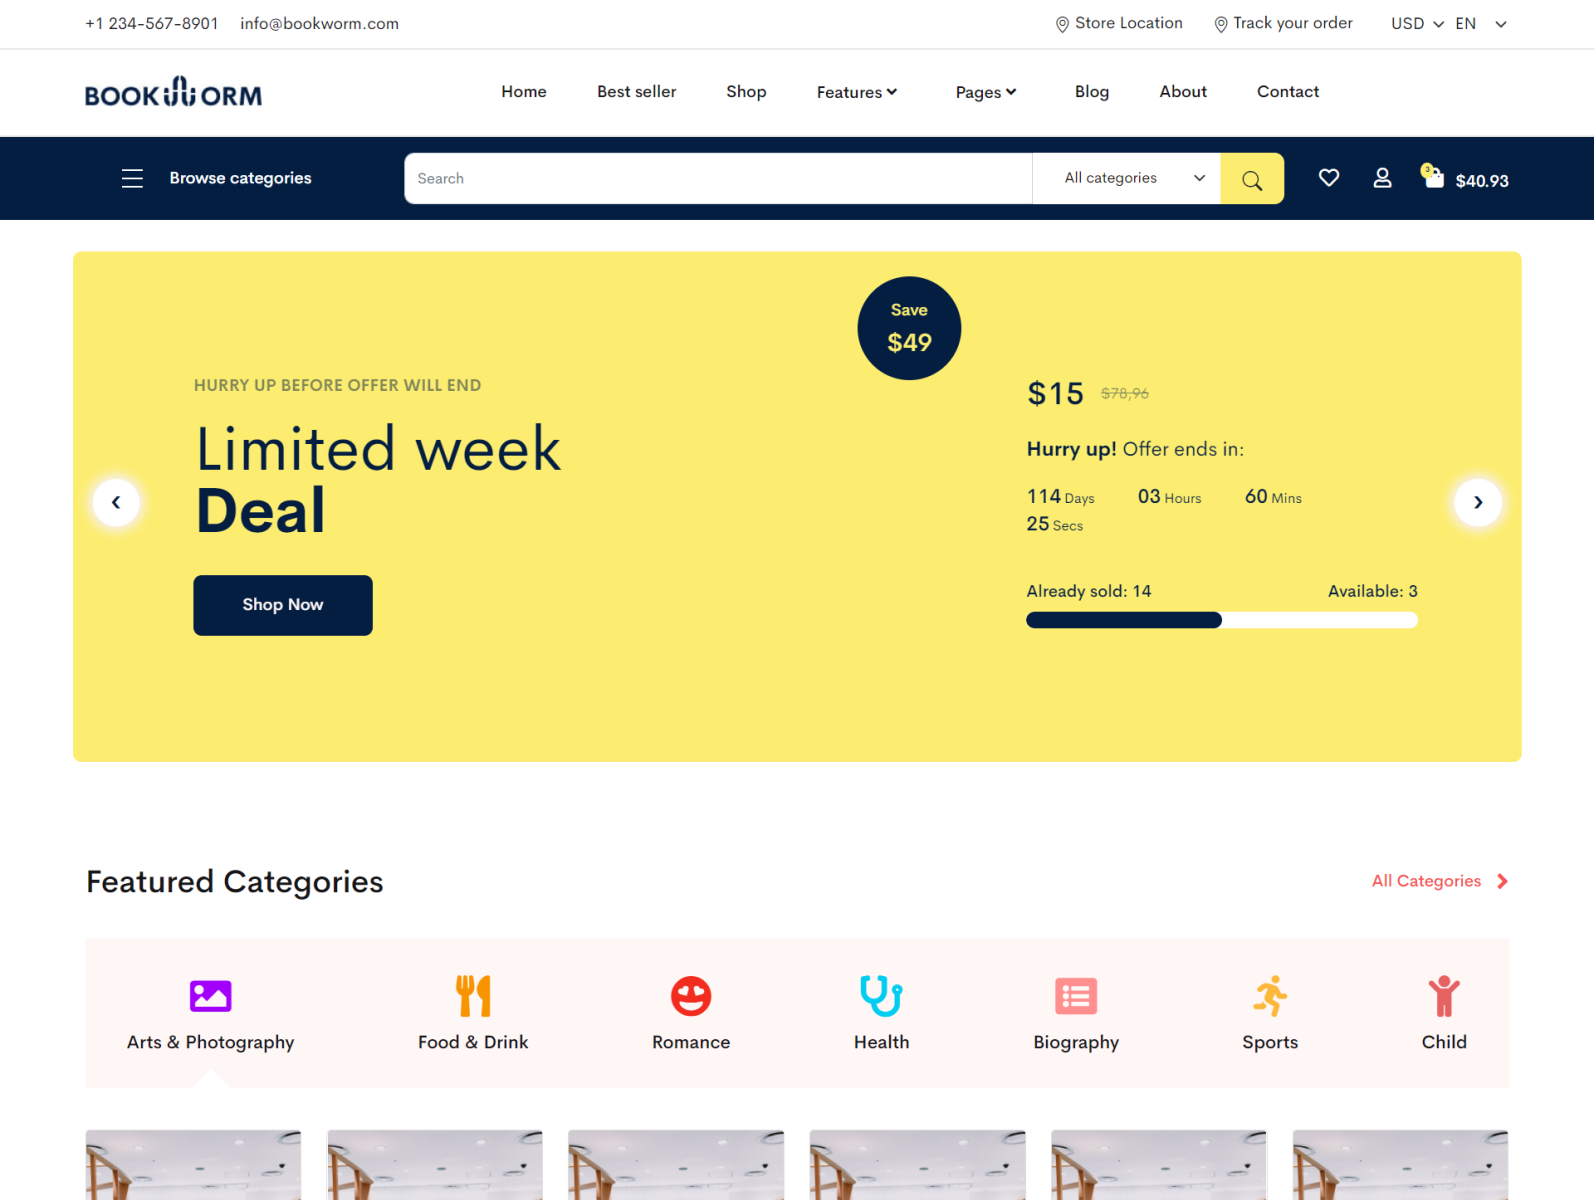 +1 234-567-8901 info@bookworm.com Store Location Track your order USD EN
BOOKWORM Home Best seller Shop Features Pages Blog About Contact
Browse categories Search All categories 3 $40.93
Save
$49
HURRY UP BEFORE OFFER WILL END
Limited week
Deal
Shop Now
$15 $78,96
Hurry up! Offer ends in:
114 Days 03 Hours 60 Mins
25 Secs
Already sold: 14 Available: 3
Featured Categories All Categories
Arts & Photography Food & Drink Romance Health Biography Sports Child